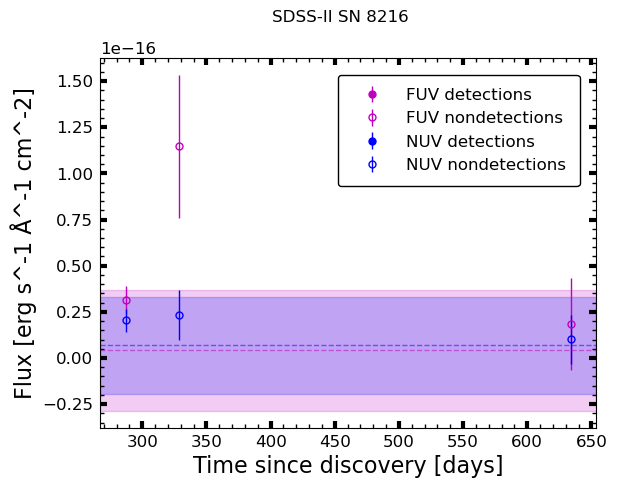 SDSS-II SN 8216
1e−16
FUV detections
FUV nondetections
NUV detections
NUV nondetections
1.50
1.25
1.00
0.75
0.50
0.25
0.00
−0.25
Flux [erg s^-1 Å^-1 cm^-2]
300 350 400 450 500 550 600 650
Time since discovery [days]